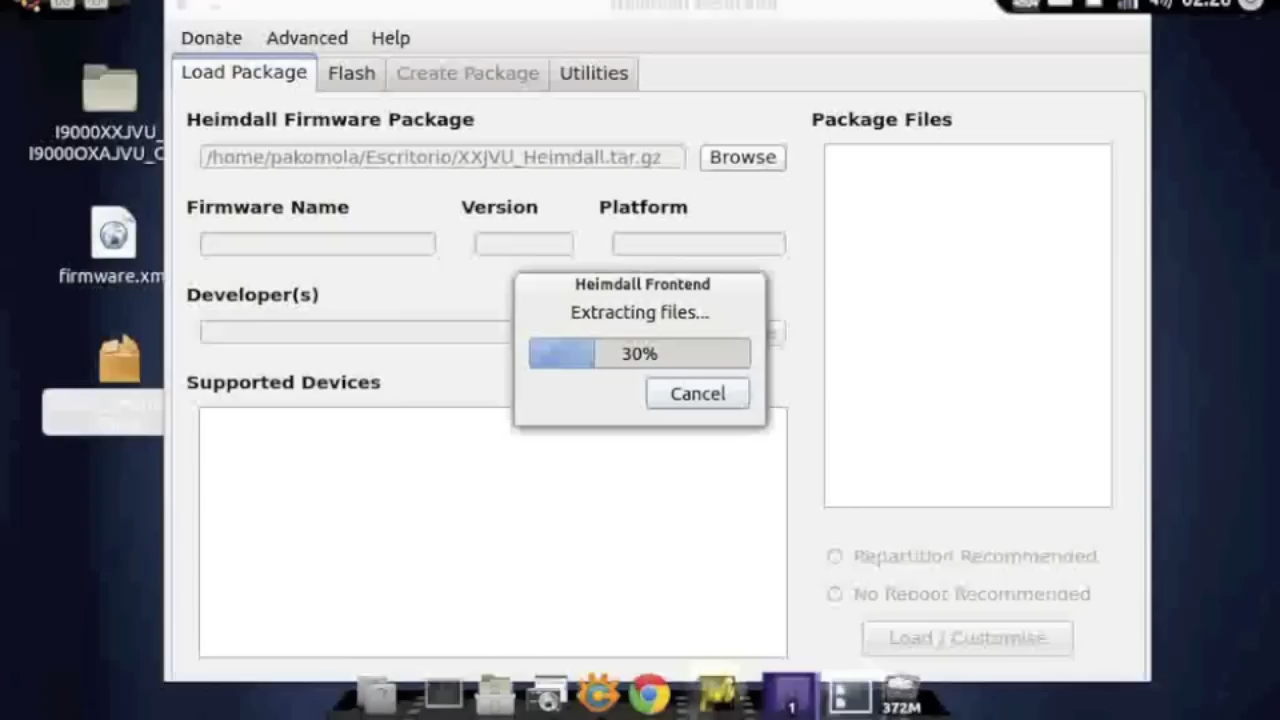 02:26
Donate Advanced Help
Load Package Flash Create Package Utilities
Heimdall Firmware Package
Package Files
/home/pakomola/Escritorio/XXJVU_Heimdall.tar.gz Browse
Firmware Name Version Platform
Developer(s)
Supported Devices
Heimdall Frontend
Extracting files...
30%
Cancel
Repartition Recommended
No Reboot Recommended
Load / Customise
I9000XXJVU_
I9000OXAJVU_C
firmware.xm
1
372M